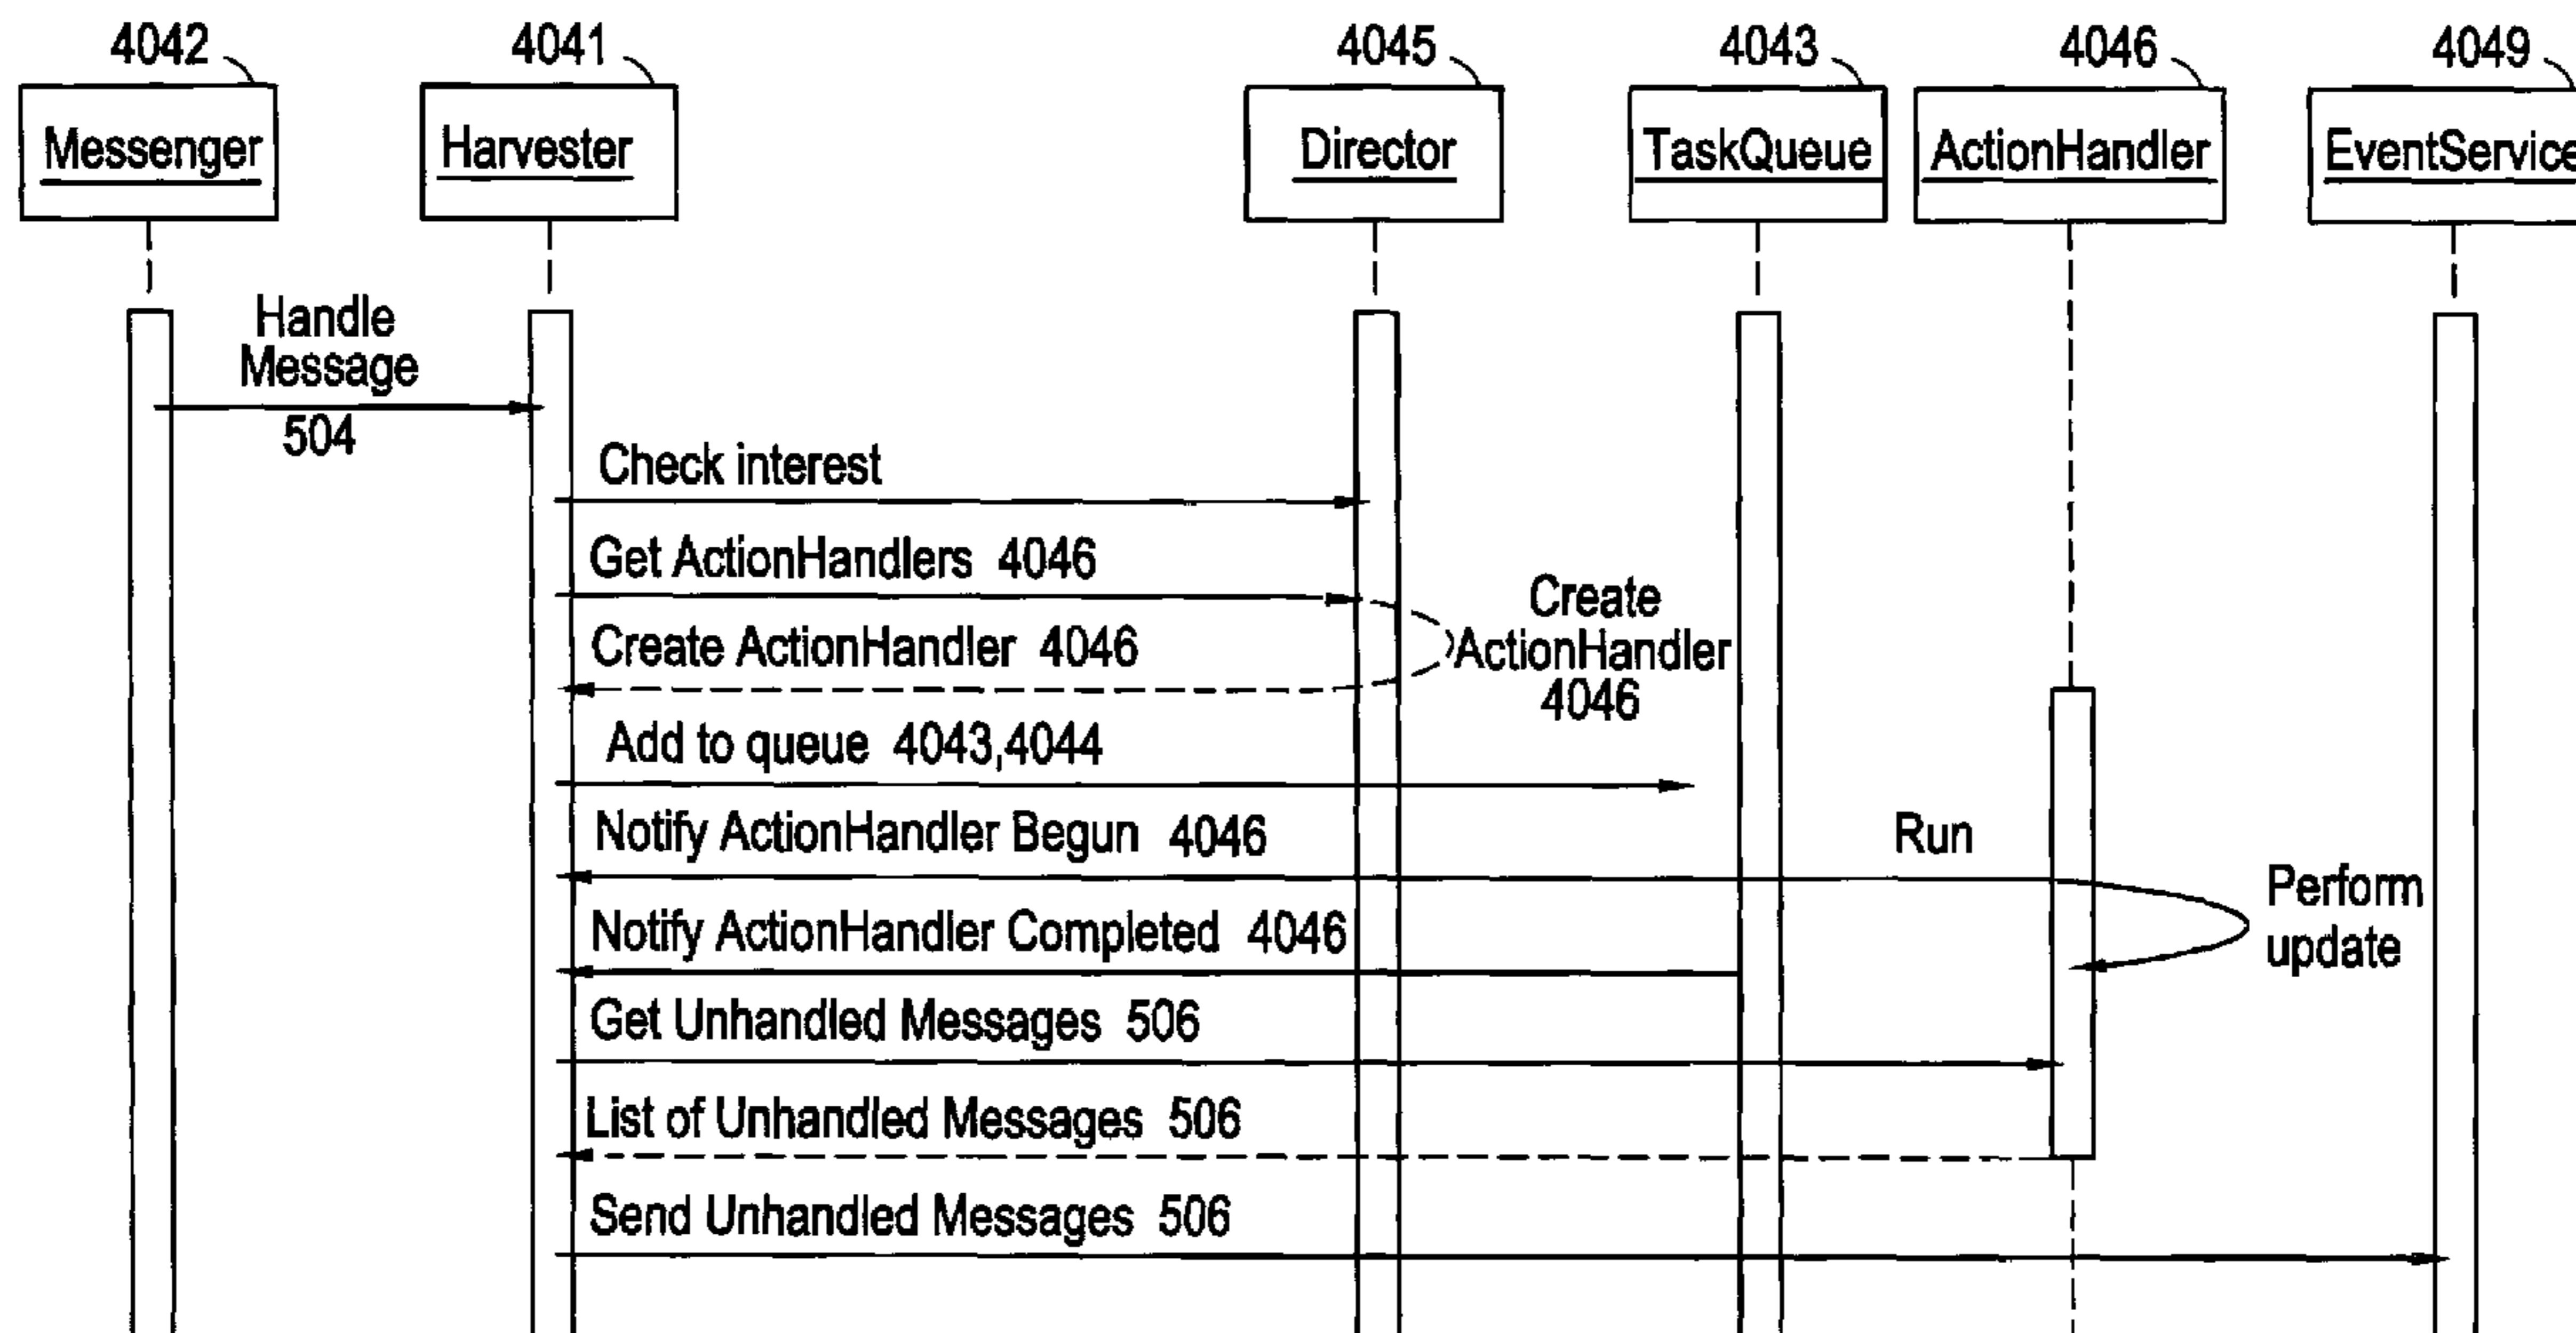 4042
4041
4045
4043
4046
4049
Messenger
Harvester
Director
TaskQueue
ActionHandler
EventService
Handle
Message
504
Check interest
Get ActionHandlers 4046
Create
ActionHandler
4046
Create ActionHandler 4046
Add to queue 4043,4044
Notify ActionHandler Begun 4046
Run
Perform
update
Notify ActionHandler Completed 4046
Get Unhandled Messages 506
List of Unhandled Messages 506
Send Unhandled Messages 506